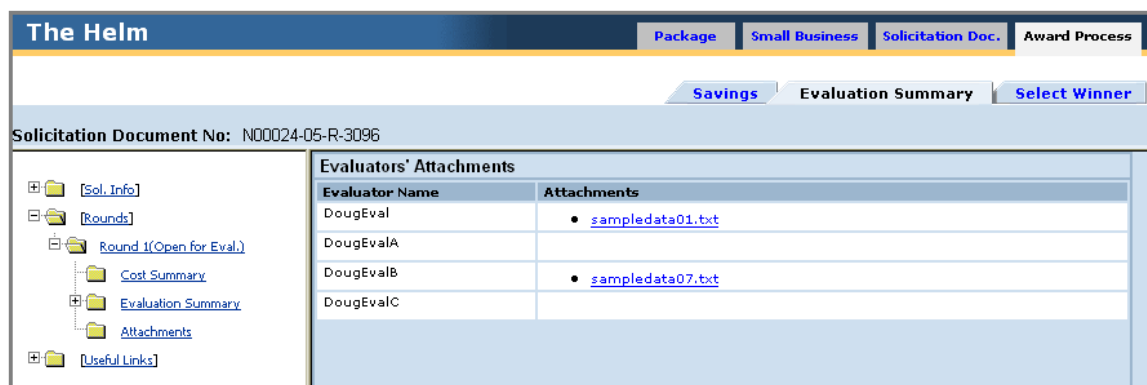 The Helm
Package Small Business Solicitation Doc. Award Process
Savings Evaluation Summary Select Winner
Solicitation Document No: N00024-05-R-3096
[Sol. Info]
[Rounds]
Round 1(Open for Eval.)
Cost Summary
Evaluation Summary
Attachments
[Useful Links]
Evaluators' Attachments
Evaluator Name Attachments
DougEval • sampledata01.txt
DougEvalA
DougEvalB • sampledata07.txt
DougEvalC